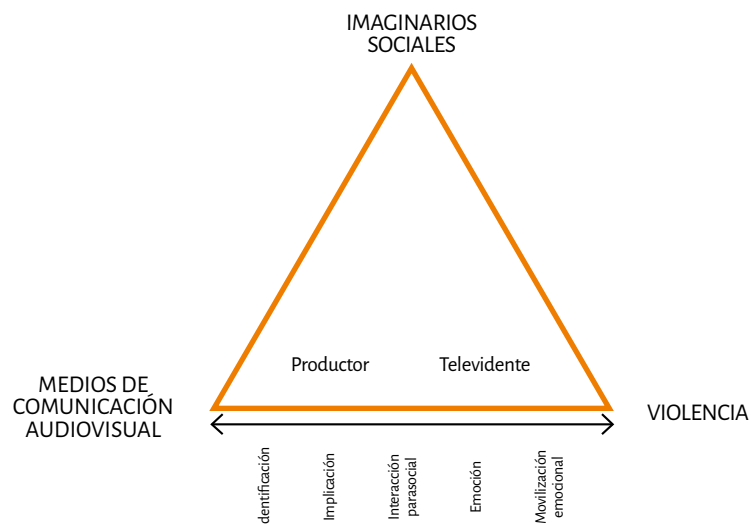 IMAGINARIOS
SOCIALES
Productor
Televidente
MEDIOS DE
COMUNICACIÓN
AUDIOVISUAL
VIOLENCIA
dentificación
Implicación
Interacción
parasocial
Emoción
Movilización
emocional